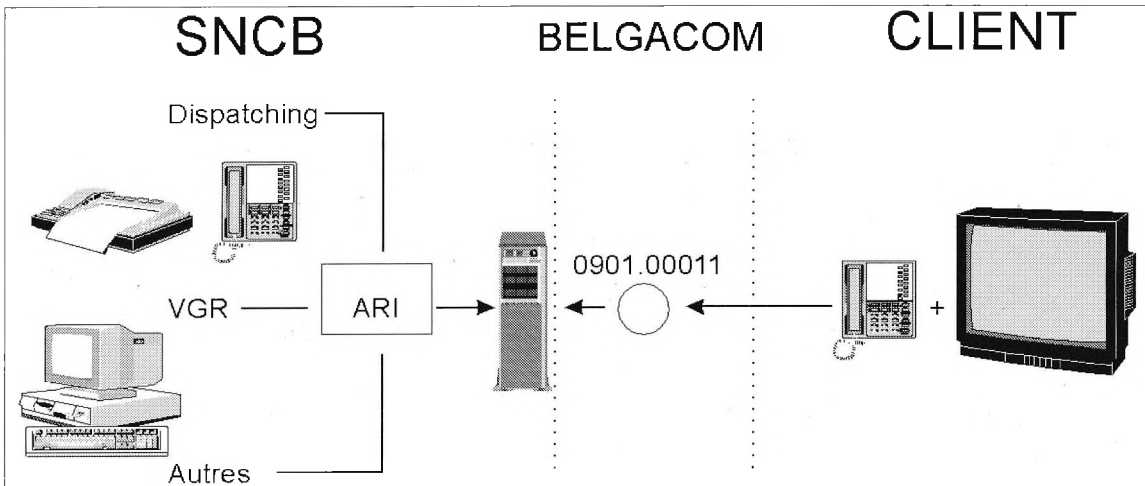 SNCB
BELGACOM
CLIENT
Dispatching
0901.00011
VGR
ARI
+
Autres